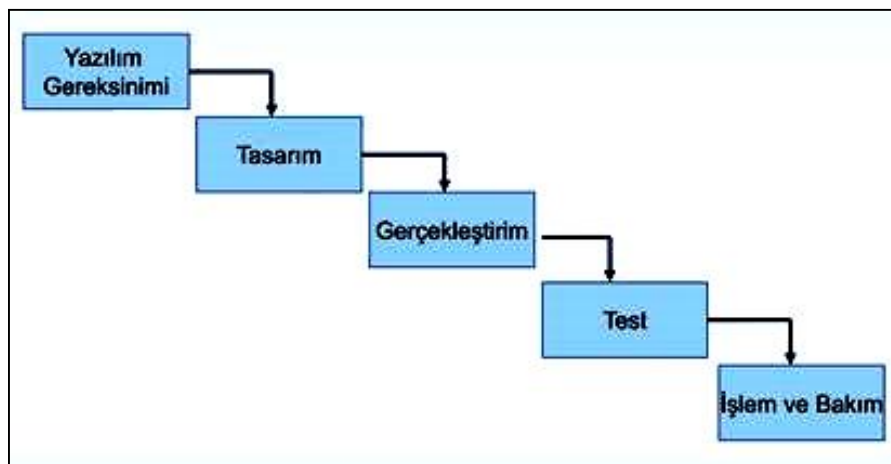 Yazılım
Gereksinimi
Tasarım
Gerçekleştirim
Test
İşlem ve Bakım